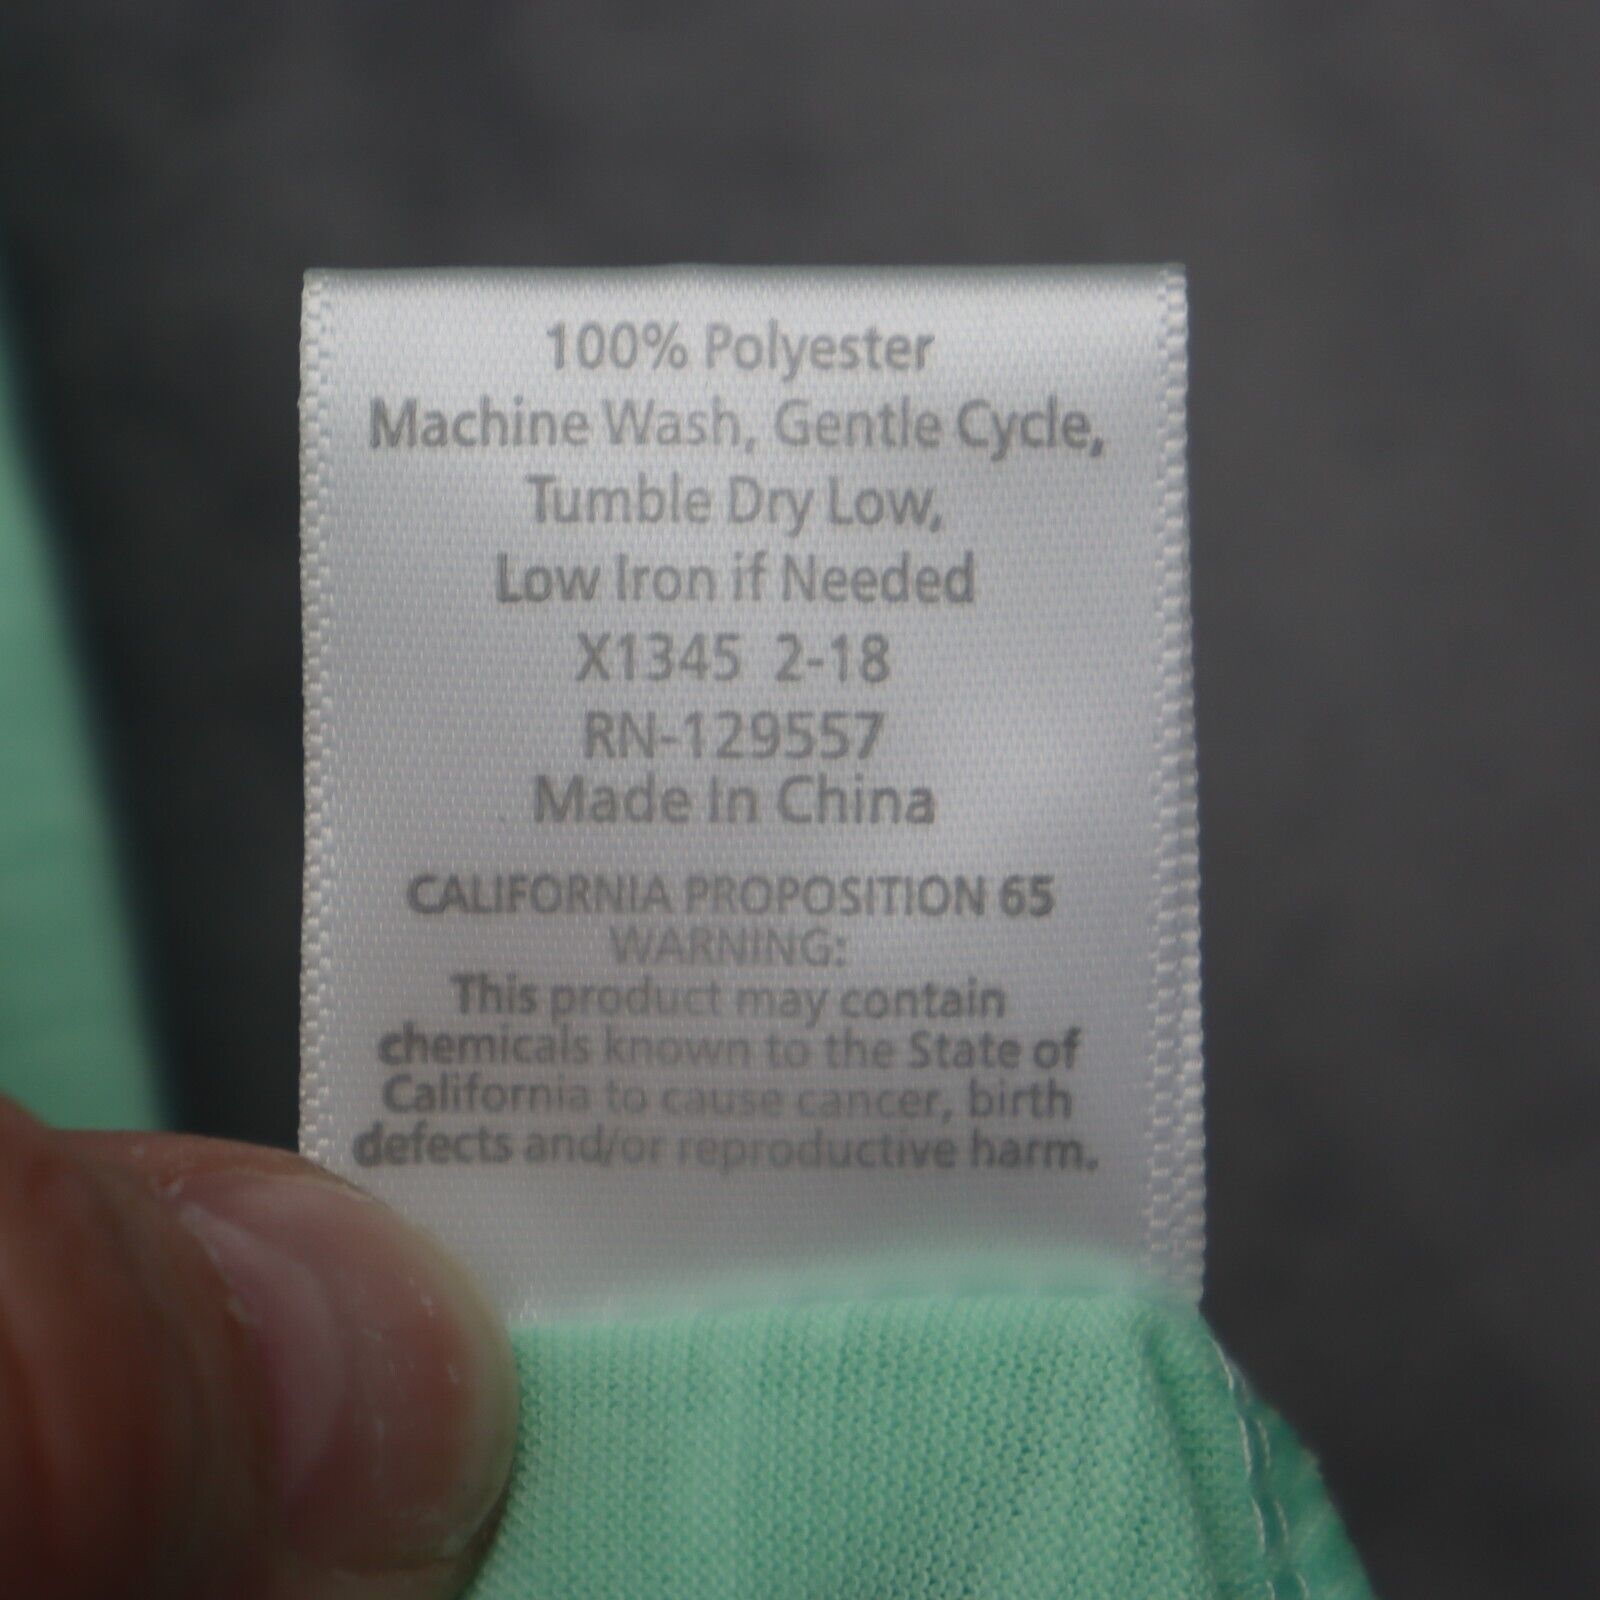 100% Polyester
Machine Wash, Gentle Cycle,
Tumble Dry Low,
Low Iron if Needed
X1345 2-18
RN-129557
Made In China
CALIFORNIA PROPOSITION 65
WARNING:
This product may contain
chemicals known to the State of
California to cause cancer, birth
defects and/or reproductive harm.